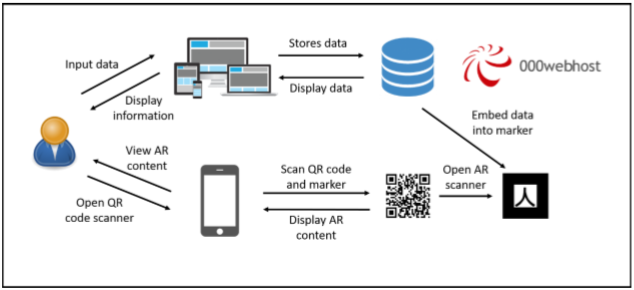 Stores data
000webhost
Input data
Display data
Display
information
Embed data
into marker
View AR
content
Scan QR code
and marker
Open AR
scanner
Open QR
code scanner
Display AR
content
人